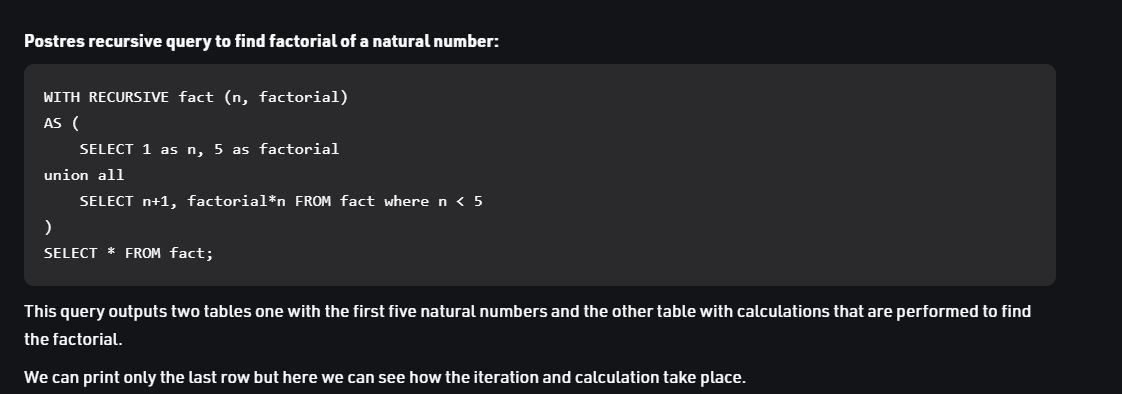 Postres recursive query to find factorial of a natural number:
WITH RECURSIVE fact (n, factorial)
AS (
    SELECT 1 as n, 5 as factorial
union all
    SELECT n+1, factorial*n FROM fact where n < 5
)
SELECT * FROM fact;
This query outputs two tables one with the first five natural numbers and the other table with calculations that are performed to find
the factorial.
We can print only the last row but here we can see how the iteration and calculation take place.